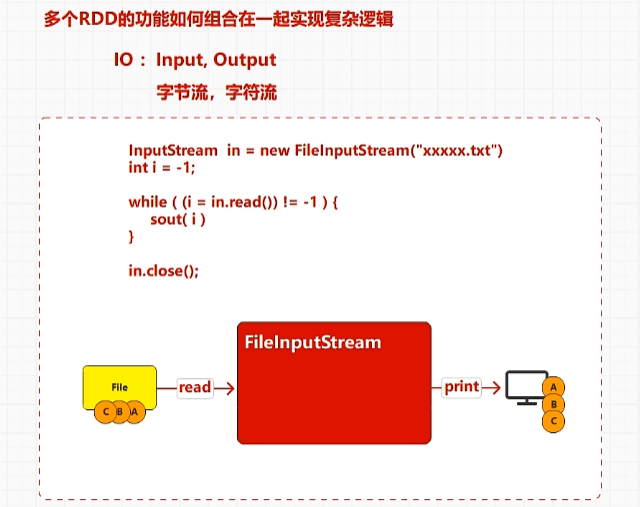 多个RDD的功能如何组合在一起实现复杂逻辑
IO： Input, Output
字节流，字符流
InputStream in = new FileInputStream("xxxxx.txt")
int i = -1;
while ( (i = in.read()) != -1 ) {
sout( i )
}
in.close();
FileInputStream
File
read
print
C B A
A
B
C